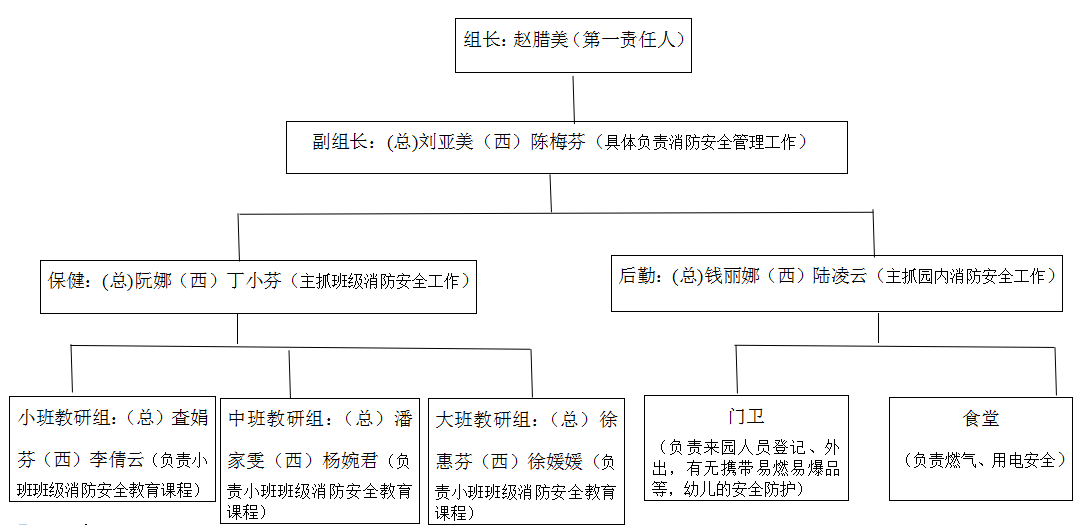 组长：赵腊美（第一责任人）
副组长：(总)刘亚美（西）陈梅芬（具体负责消防安全管理工作）
保健：(总)阮娜（西）丁小芬（主抓班级消防安全工作）
后勤：(总)钱丽娜（西）陆凌云（主抓园内消防安全工作）
小班教研组：（总）查娟
芬（西）李倩云（负责小
班班级消防安全教育课程）
中班教研组：（总）潘
家雯（西）杨婉君（负
责小班班级消防安全教育
课程）
大班教研组：（总）徐
惠芬（西）徐媛媛（负
责小班班级消防安全教育
课程）
门卫
（负责来园人员登记、外
出，有无携带易燃易爆品
等，幼儿的安全防护）
食堂
（负责燃气、用电安全）